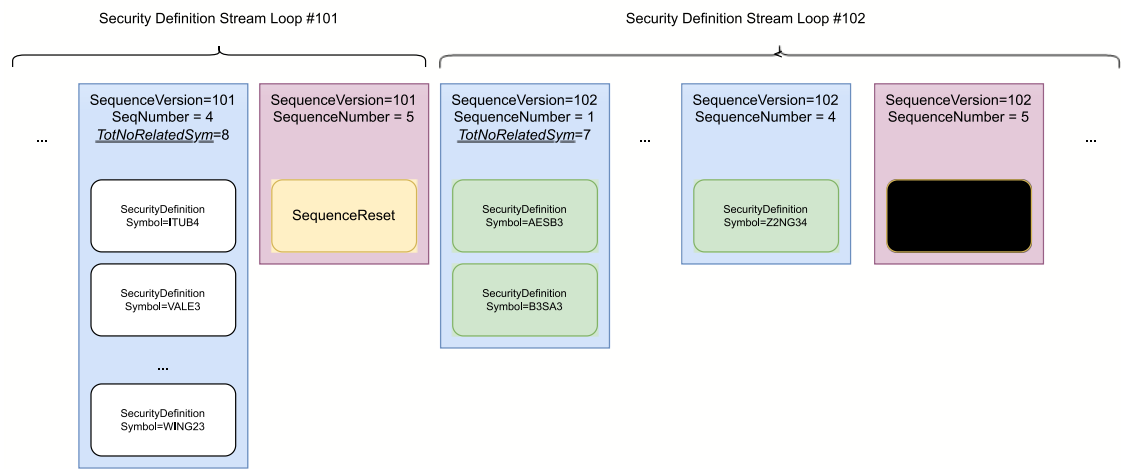 Security Definition Stream Loop #101
Security Definition Stream Loop #102
...
SequenceVersion=101
SeqNumber = 4
TotNoRelatedSym=8
SecurityDefinition
Symbol=ITUB4
SecurityDefinition
Symbol=VALE3
...
SecurityDefinition
Symbol=WING23
SequenceVersion=101
SequenceNumber = 5
SequenceReset
SequenceVersion=102
SequenceNumber = 1
TotNoRelatedSym=7
SecurityDefinition
Symbol=AESB3
SecurityDefinition
Symbol=B3SA3
...
SequenceVersion=102
SequenceNumber = 4
SecurityDefinition
Symbol=Z2NG34
SequenceVersion=102
SequenceNumber = 5
...